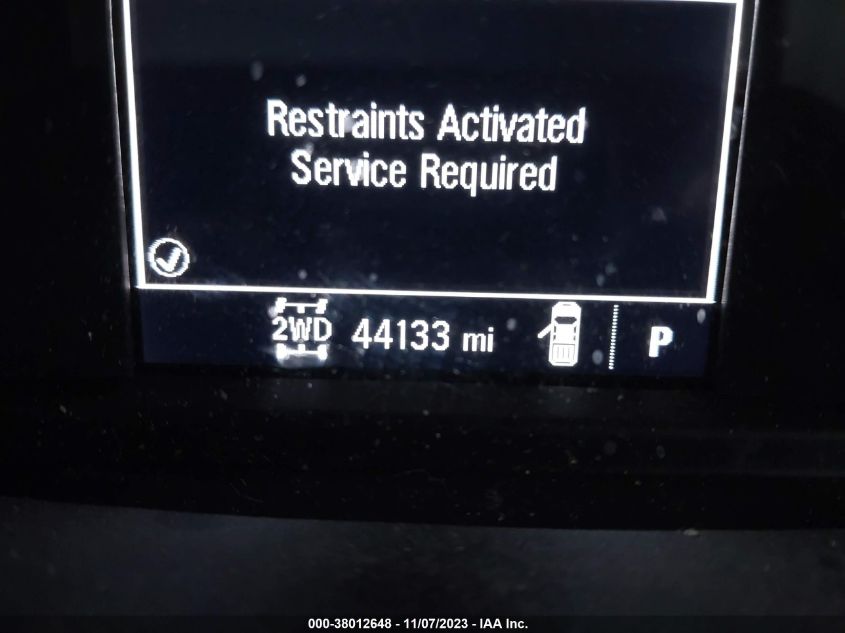 Restraints Activated
Service Required
2WD 44133 mi P
000-38012648 - 11/07/2023 - IAA Inc.